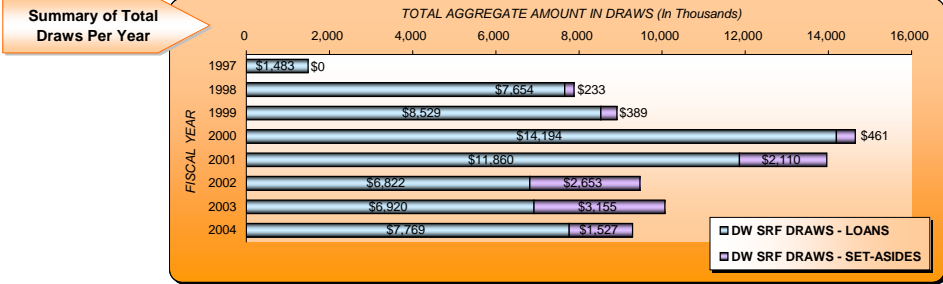 Summary of Total
Draws Per Year
TOTAL AGGREGATE AMOUNT IN DRAWS (In Thousands)
0 2,000 4,000 6,000 8,000 10,000 12,000 14,000 16,000
FISCAL YEAR
1997 $1,483 $0
1998 $7,654 $233
1999 $8,529 $389
2000 $14,194 $461
2001 $11,860 $2,110
2002 $6,822 $2,653
2003 $6,920 $3,155
2004 $7,769 $1,527
DW SRF DRAWS - LOANS
DW SRF DRAWS - SET-ASIDES